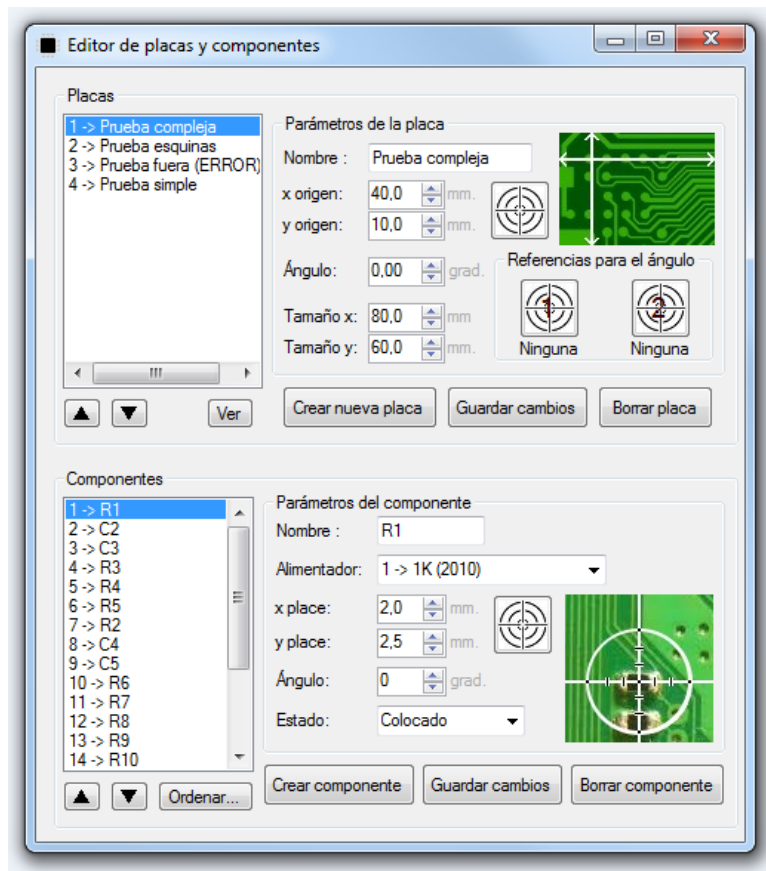 Editor de placas y componentes
Placas
1 -> Prueba compleja
2 -> Prueba esquinas
3 -> Prueba fuera (ERROR)
4 -> Prueba simple
Parámetros de la placa
Nombre : Prueba compleja
x origen: 40,0 mm.
y origen: 10,0 mm.
Ángulo: 0,00 grad.
Tamaño x: 80,0 mm
Tamaño y: 60,0 mm.
Referencias para el ángulo
1 2
Ninguna Ninguna
Ver
Crear nueva placa Guardar cambios Borrar placa
Componentes
1 -> R1
2 -> C2
3 -> C3
4 -> R3
5 -> R4
6 -> R5
7 -> R2
8 -> C4
9 -> C5
10 -> R6
11 -> R7
12 -> R8
13 -> R9
14 -> R10
Ordenar...
Parámetros del componente
Nombre : R1
Alimentador: 1 -> 1K (2010)
x place: 2,0 mm.
y place: 2,5 mm.
Ángulo: 0 grad.
Estado: Colocado
Crear componente Guardar cambios Borrar componente